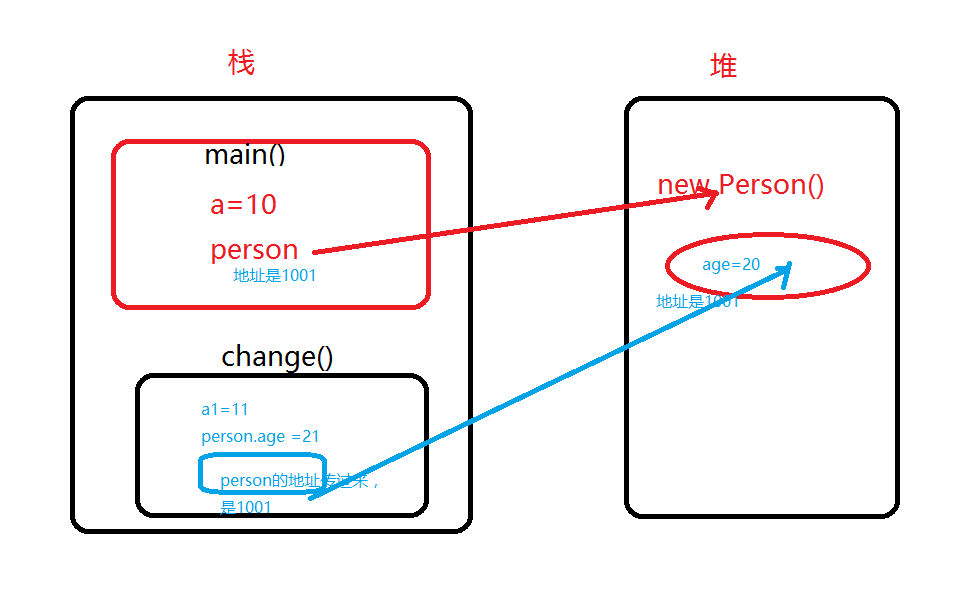 栈
main()
a=10
person
地址是1001
change()
a1=11
person.age =21
person的地址传过来，
是1001
堆
new Person()
age=20
地址是1001